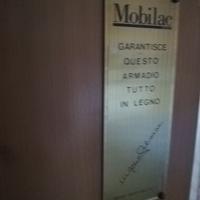 Mobilac
GARANTISCE
QUESTO
ARMADIO
TUTTO
IN LEGNO